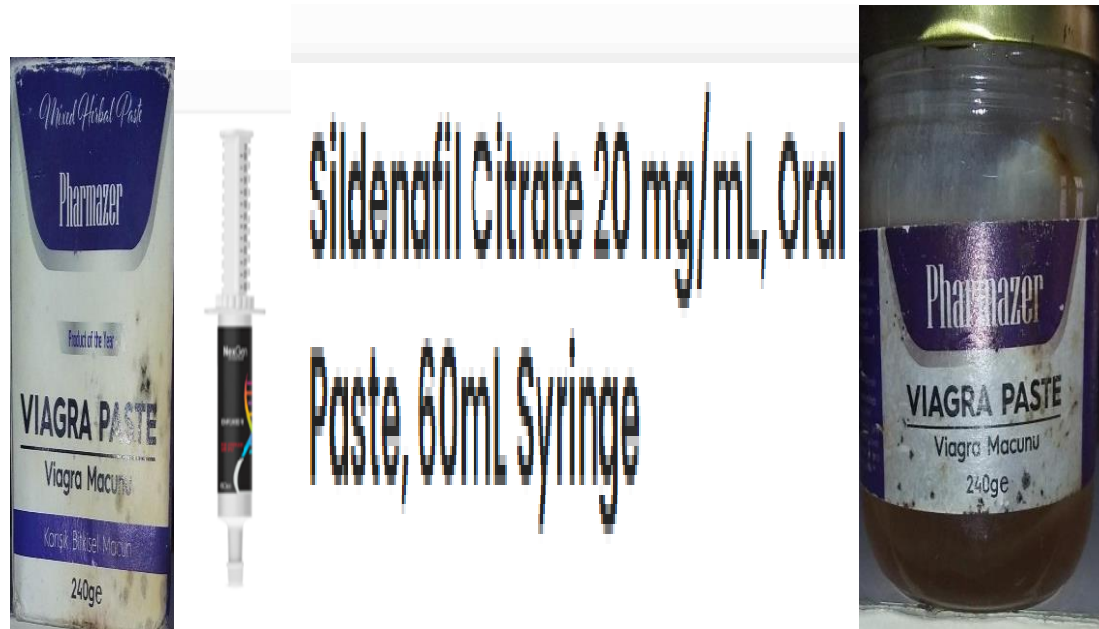 Mixed Herbal Paste
Pharmazer
Product of the Year
VIAGRA PASTE
Viagra Macunu
Karışık Bitkisel Macun
240ge
NexGen
Sildenafil Citrate 20 mg/mL, Oral
Paste, 60mL Syringe
Pharmazer
VIAGRA PASTE
Viagra Macunu
240ge